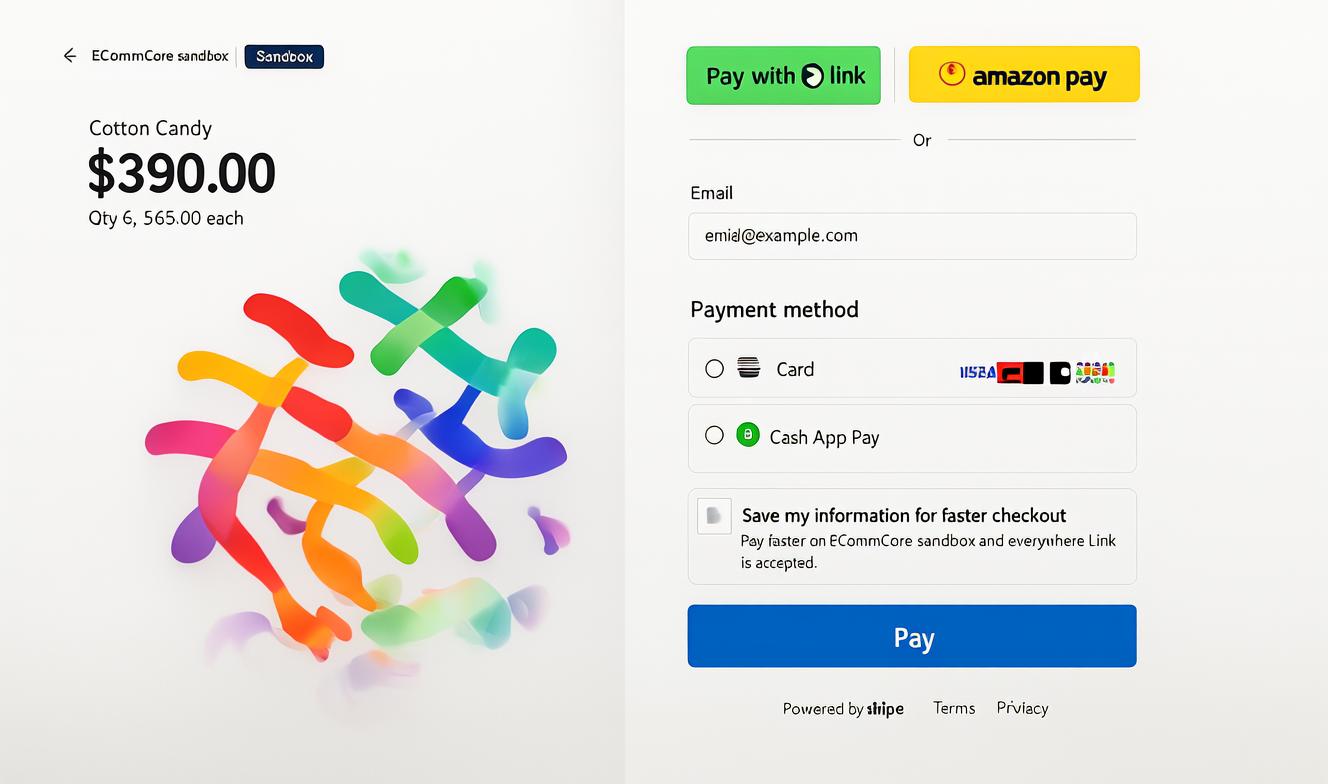 ECommCore sandbox Sandbox
Cotton Candy
$390.00
Qty 6, 565.00 each
Pay with link
amazon pay
Or
Email
emial@example.com
Payment method
Card
Cash App Pay
Save my information for faster checkout
Pay faster on ECommCore sandbox and everywhere Link
is accepted.
Pay
Powered by stripe Terms Privacy